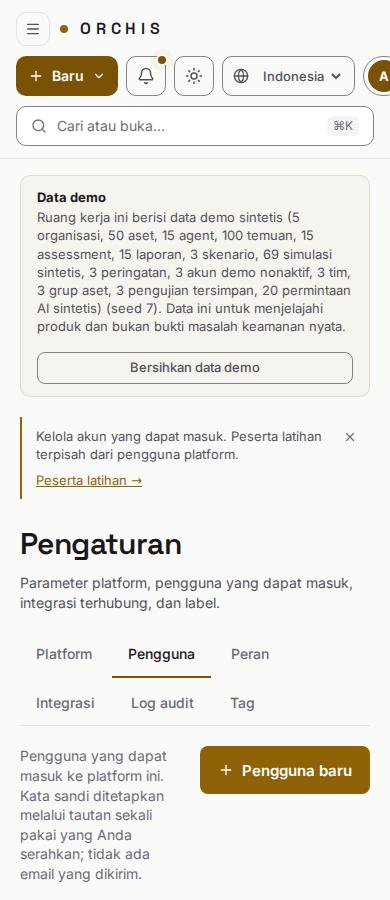 ORCHIS
Baru
Indonesia
A
Cari atau buka...
⌘K
Data demo
Ruang kerja ini berisi data demo sintetis (5
organisasi, 50 aset, 15 agent, 100 temuan, 15
assessment, 15 laporan, 3 skenario, 69 simulasi
sintetis, 3 peringatan, 3 akun demo nonaktif, 3 tim,
3 grup aset, 3 pengujian tersimpan, 20 permintaan
AI sintetis) (seed 7). Data ini untuk menjelajahi
produk dan bukan bukti masalah keamanan nyata.
Bersihkan data demo
Kelola akun yang dapat masuk. Peserta latihan
terpisah dari pengguna platform.
Peserta latihan →
Pengaturan
Parameter platform, pengguna yang dapat masuk,
integrasi terhubung, dan label.
Platform
Pengguna
Peran
Integrasi
Log audit
Tag
Pengguna yang dapat
masuk ke platform ini.
Kata sandi ditetapkan
melalui tautan sekali
pakai yang Anda
serahkan; tidak ada
email yang dikirim.
Pengguna baru